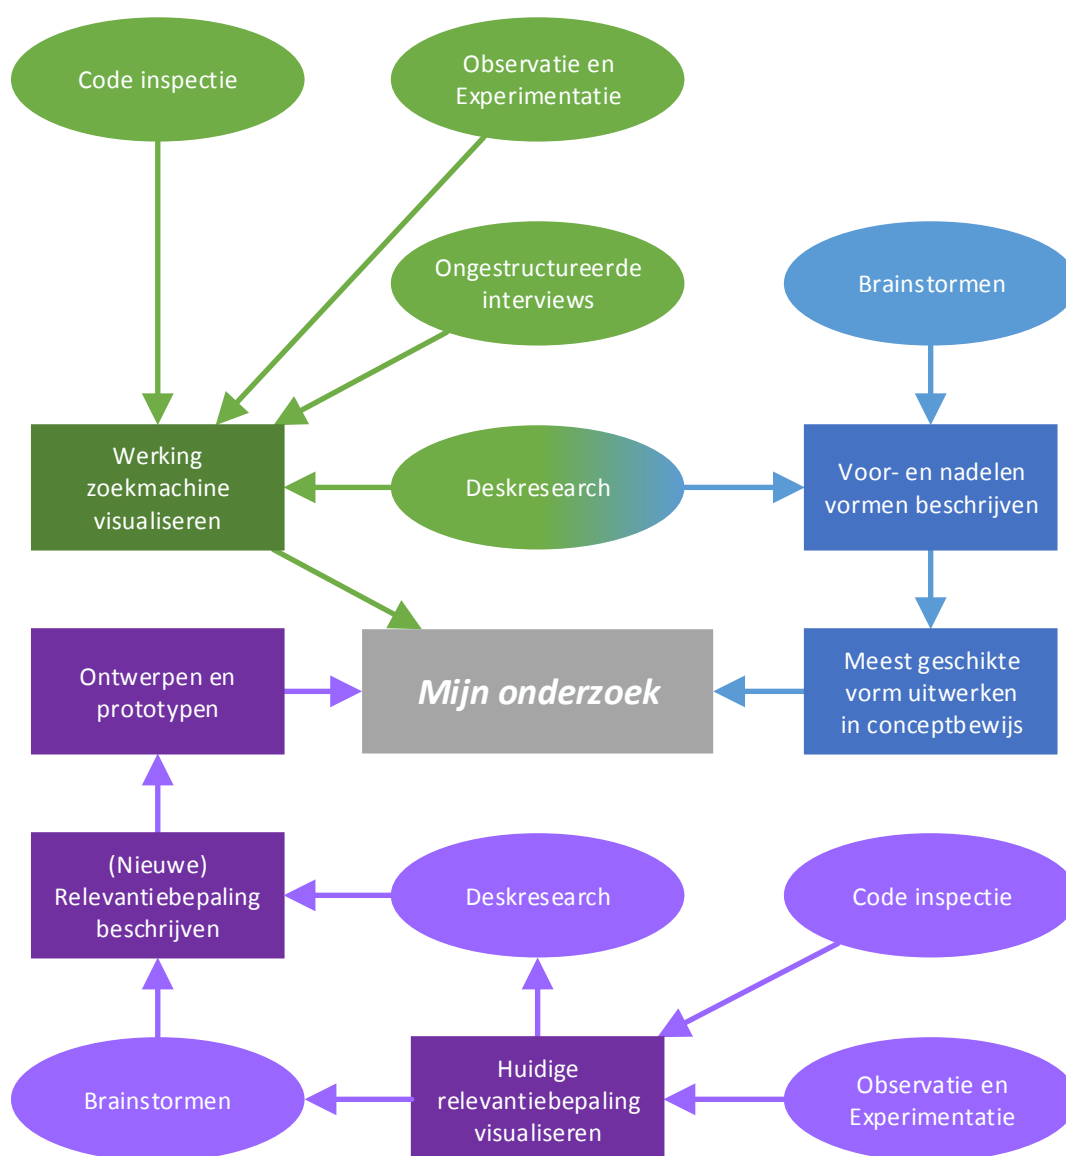 Code inspectie
Observatie en
Experimentatie
Ongestructureerde
interviews
Brainstormen
Werking
zoekmachine
visualiseren
Deskresearch
Voor- en nadelen
vormen beschrijven
Ontwerpen en
prototypen
Mijn onderzoek
Meest geschikte
vorm uitwerken
in conceptbewijs
(Nieuwe)
Relevantiebepaling
beschrijven
Deskresearch
Code inspectie
Brainstormen
Huidige
relevantiebepaling
visualiseren
Observatie en
Experimentatie